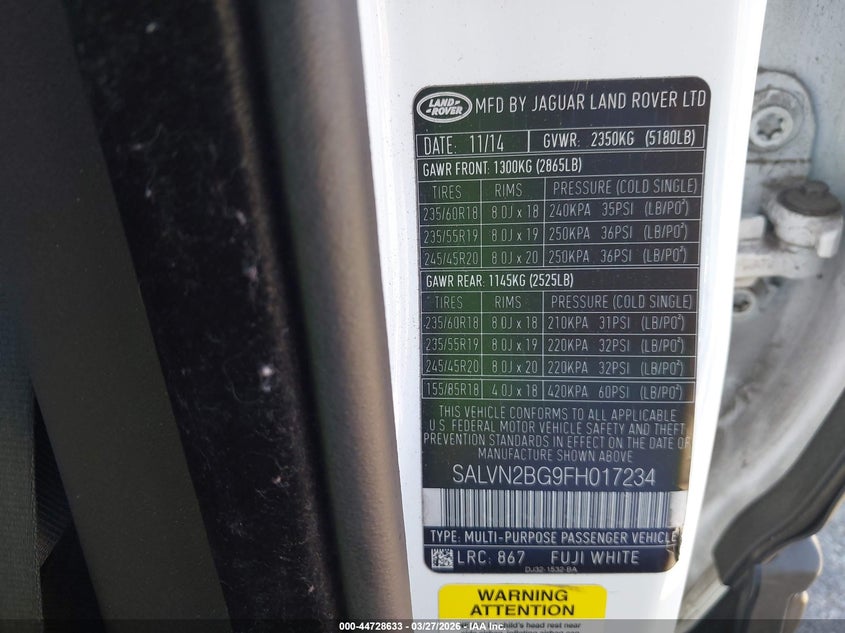 LAND-ROVER MFD BY JAGUAR LAND ROVER LTD
DATE: 11/14 GVWR: 2350KG (5180LB)
GAWR FRONT: 1300KG (2865LB)
TIRES RIMS PRESSURE (COLD SINGLE)
235/60R18 8.0J x 18 240KPA 35PSI (LB/PO²)
235/55R19 8.0J x 19 250KPA 36PSI (LB/PO²)
245/45R20 8.0J x 20 250KPA 36PSI (LB/PO²)
GAWR REAR: 1145KG (2525LB)
TIRES RIMS PRESSURE (COLD SINGLE)
235/60R18 8.0J x 18 210KPA 31PSI (LB/PO²)
235/55R19 8.0J x 19 220KPA 32PSI (LB/PO²)
245/45R20 8.0J x 20 220KPA 32PSI (LB/PO²)
155/85R18 4.0J x 18 420KPA 60PSI (LB/PO²)
THIS VEHICLE CONFORMS TO ALL APPLICABLE
U.S. FEDERAL MOTOR VEHICLE SAFETY AND THEFT
PREVENTION STANDARDS IN EFFECT ON THE DATE OF
MANUFACTURE SHOWN ABOVE
SALVN2BG9FH017234
TYPE: MULTI-PURPOSE PASSENGER VEHICLE
LRC: 867 FUJI WHITE
DJ32-1532-BA
WARNING
ATTENTION
child's head rest near
000-44728633 - 03/27/2026 - IAA Inc.